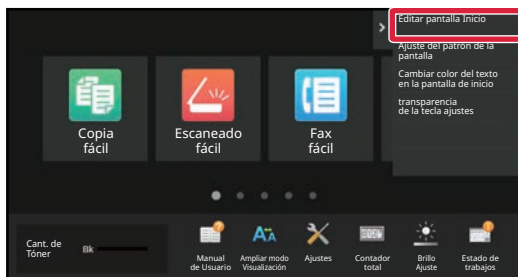 Editar pantalla Inicio
Ajuste del patrón de la
pantalla
Cambiar color del texto
en la pantalla de inicio
transparencia
de la tecla ajustes
Copia
fácil
Escaneado
fácil
Fax
fácil
Cant. de
Tóner
Bk
Manual
de Usuario
Ampliar modo
Visualización
Ajustes
Contador
total
Brillo
Ajuste
Estado de
trabajos